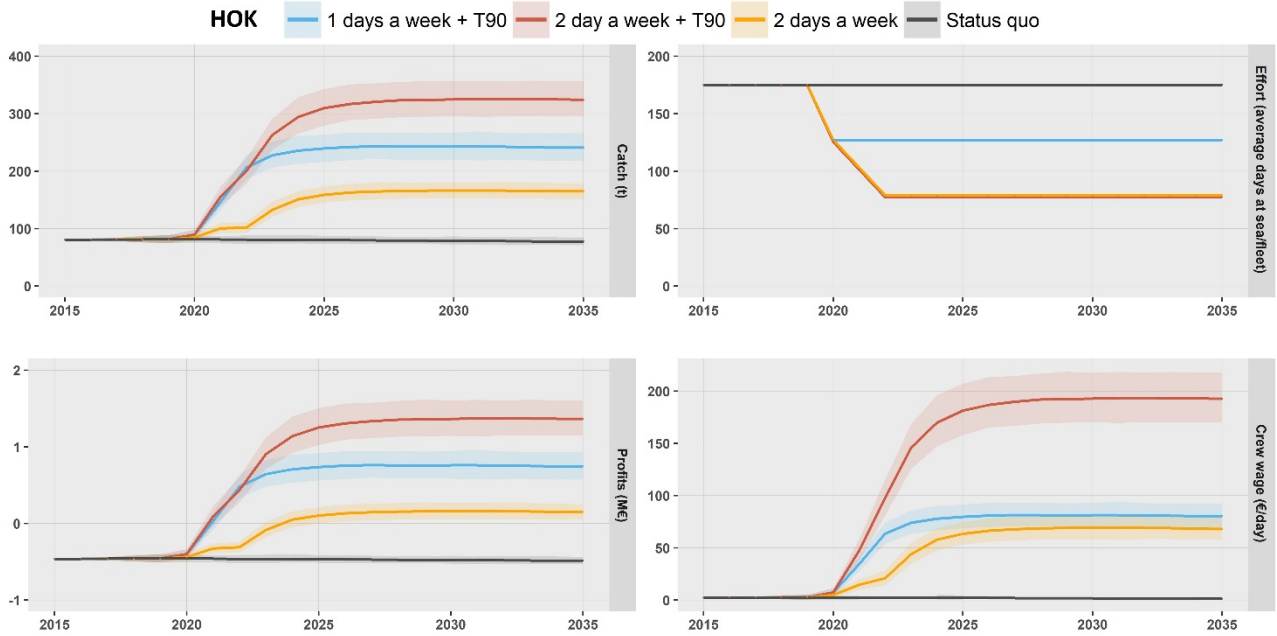 HOK 1 days a week + T90 2 day a week + T90 2 days a week Status quo
400
300
200
100
0
2015 2020 2025 2030 2035
Catch (t)
200
150
100
50
0
2015 2020 2025 2030 2035
Effort (average days at sea/fleet)
2
1
0
-1
2015 2020 2025 2030 2035
Profits (M€)
200
150
100
50
0
2015 2020 2025 2030 2035
Crew wage (€/day)